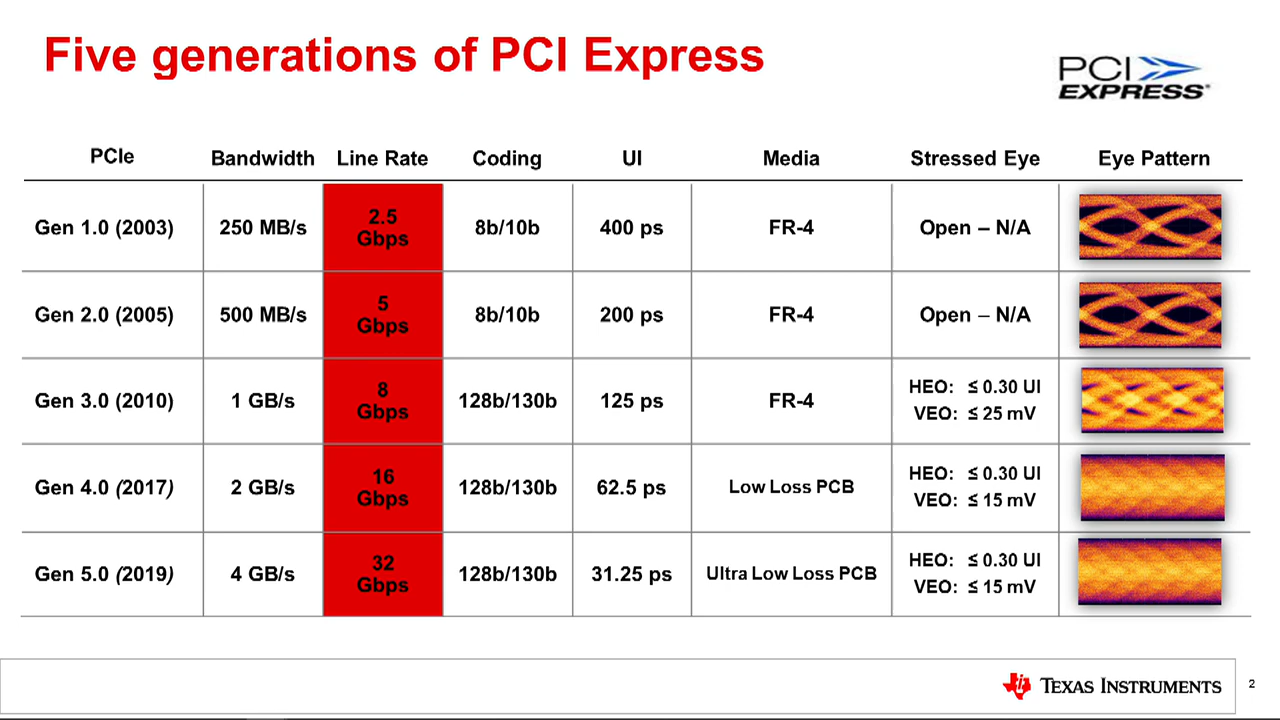 Five generations of PCI Express
PCI
EXPRESS®
PCIe Bandwidth Line Rate Coding UI Media Stressed Eye Eye Pattern
Gen 1.0 (2003) 250 MB/s 2.5 Gbps 8b/10b 400 ps FR-4 Open – N/A
Gen 2.0 (2005) 500 MB/s 5 Gbps 8b/10b 200 ps FR-4 Open – N/A
Gen 3.0 (2010) 1 GB/s 8 Gbps 128b/130b 125 ps FR-4 HEO: ≤ 0.30 UI VEO: ≤ 25 mV
Gen 4.0 (2017) 2 GB/s 16 Gbps 128b/130b 62.5 ps Low Loss PCB HEO: ≤ 0.30 UI VEO: ≤ 15 mV
Gen 5.0 (2019) 4 GB/s 32 Gbps 128b/130b 31.25 ps Ultra Low Loss PCB HEO: ≤ 0.30 UI VEO: ≤ 15 mV
TEXAS INSTRUMENTS 2